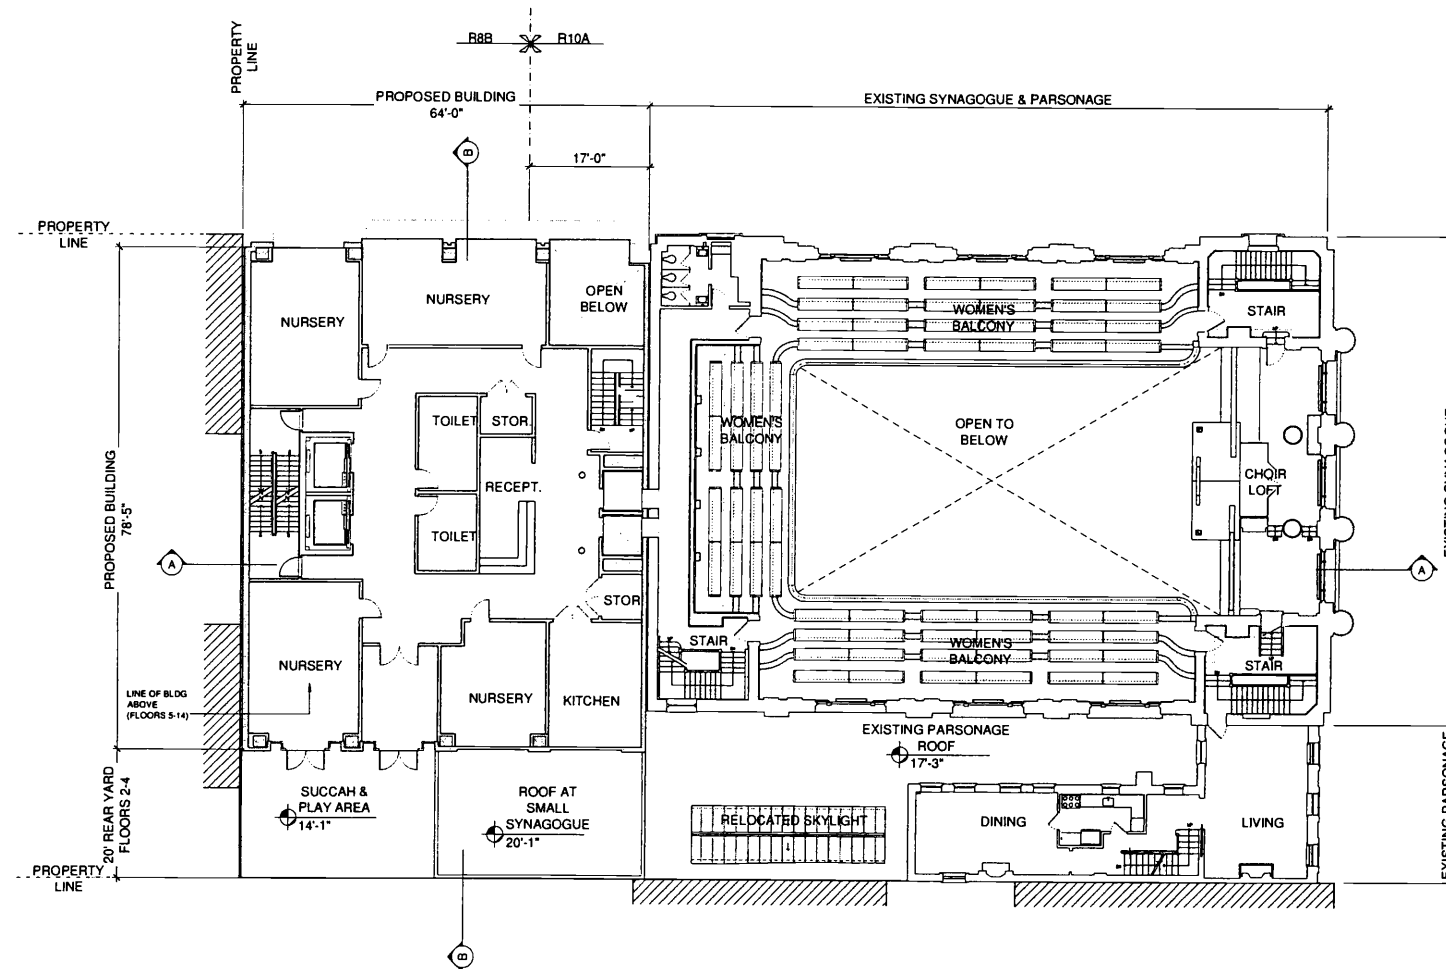 R8B
R10A
PROPERTY
LINE
PROPOSED BUILDING
64'-0"
EXISTING SYNAGOGUE & PARSONAGE
B
17'-0"
PROPERTY
LINE
NURSERY
NURSERY
OPEN
BELOW
WOMEN'S
BALCONY
STAIR
TOILET
STOR.
WOMEN'S
BALCONY
OPEN TO
BELOW
RECEPT.
CHOIR
LOFT
PROPOSED BUILDING
78'-5"
TOILET
A
A
STOR
STAIR
WOMEN'S
BALCONY
STAIR
NURSERY
LINE OF BLDG
ABOVE
(FLOORS 5-14)
NURSERY
KITCHEN
EXISTING PARSONAGE
ROOF
17'-3"
20' REAR YARD
FLOORS 2-4
SUCCAH &
PLAY AREA
14'-1"
ROOF AT
SMALL
SYNAGOGUE
20'-1"
RELOCATED SKYLIGHT
DINING
LIVING
EXISTING PARSONAGE
PROPERTY
LINE
B